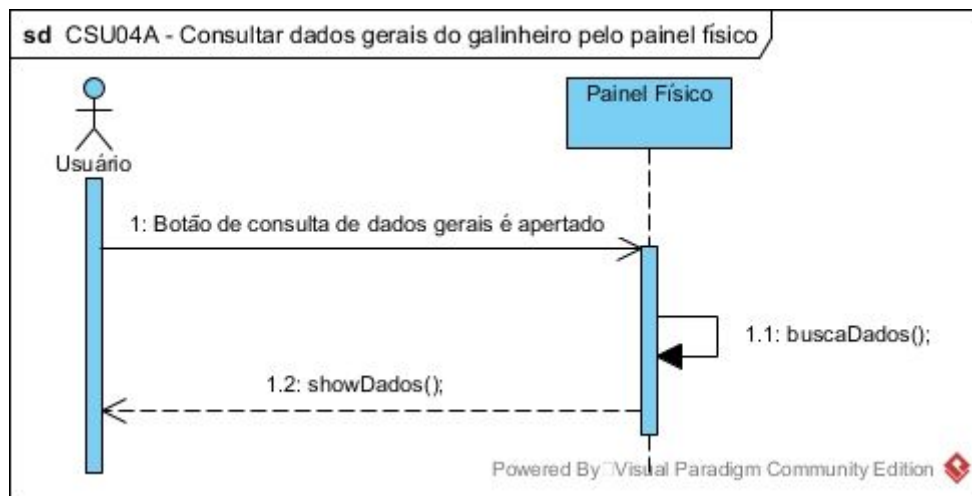 sd CSU04A - Consultar dados gerais do galinheiro pelo painel físico
Painel Físico
Usuário
1: Botão de consulta de dados gerais é apertado
1.1: buscaDados();
1.2: showDados();
Powered By Visual Paradigm Community Edition